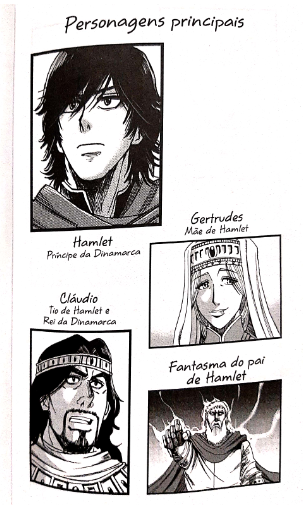 Personagens principais
Hamlet
Príncipe da Dinamarca
Gertrudes
Mãe de Hamlet
Cláudio
Tio de Hamlet e
Rei da Dinamarca
Fantasma do pai
de Hamlet